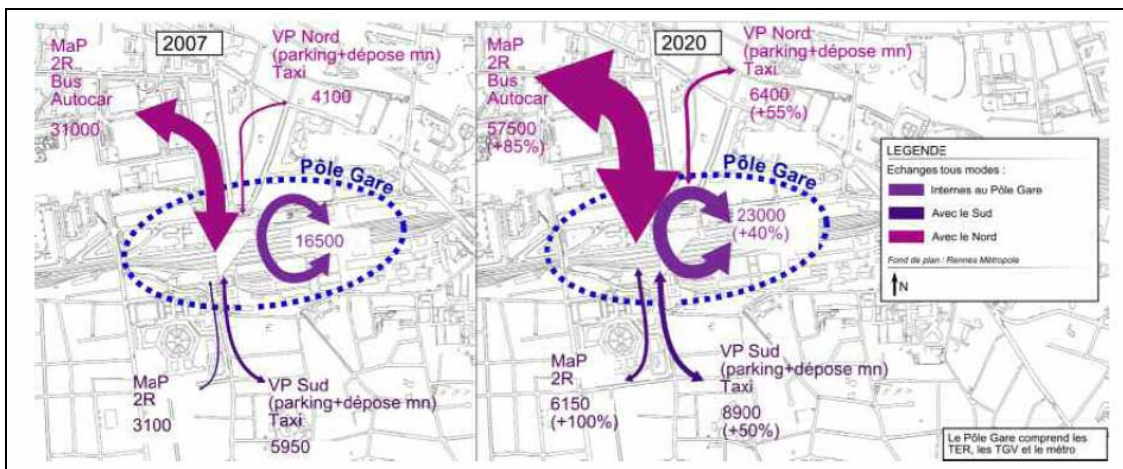 2007
MaP
2R
Bus
Autocar
31000
VP Nord
(parking+dépose mn)
Taxi
4100
Pôle Gare
16500
MaP
2R
3100
VP Sud
(parking+dépose mn)
Taxi
5950
2020
MaP
2R
Bus
Autocar
57500
(+85%)
VP Nord
(parking+dépose mn)
Taxi
6400
(+55%)
Pôle Gare
23000
(+40%)
MaP
2R
6150
(+100%)
VP Sud
(parking+dépose mn)
Taxi
8900
(+50%)
LEGENDE
Echanges tous modes :
Internes au Pôle Gare
Avec le Sud
Avec le Nord
Fond de plan : Rennes Métropole
N
Le Pôle Gare comprend les
TER, les TGV et le métro